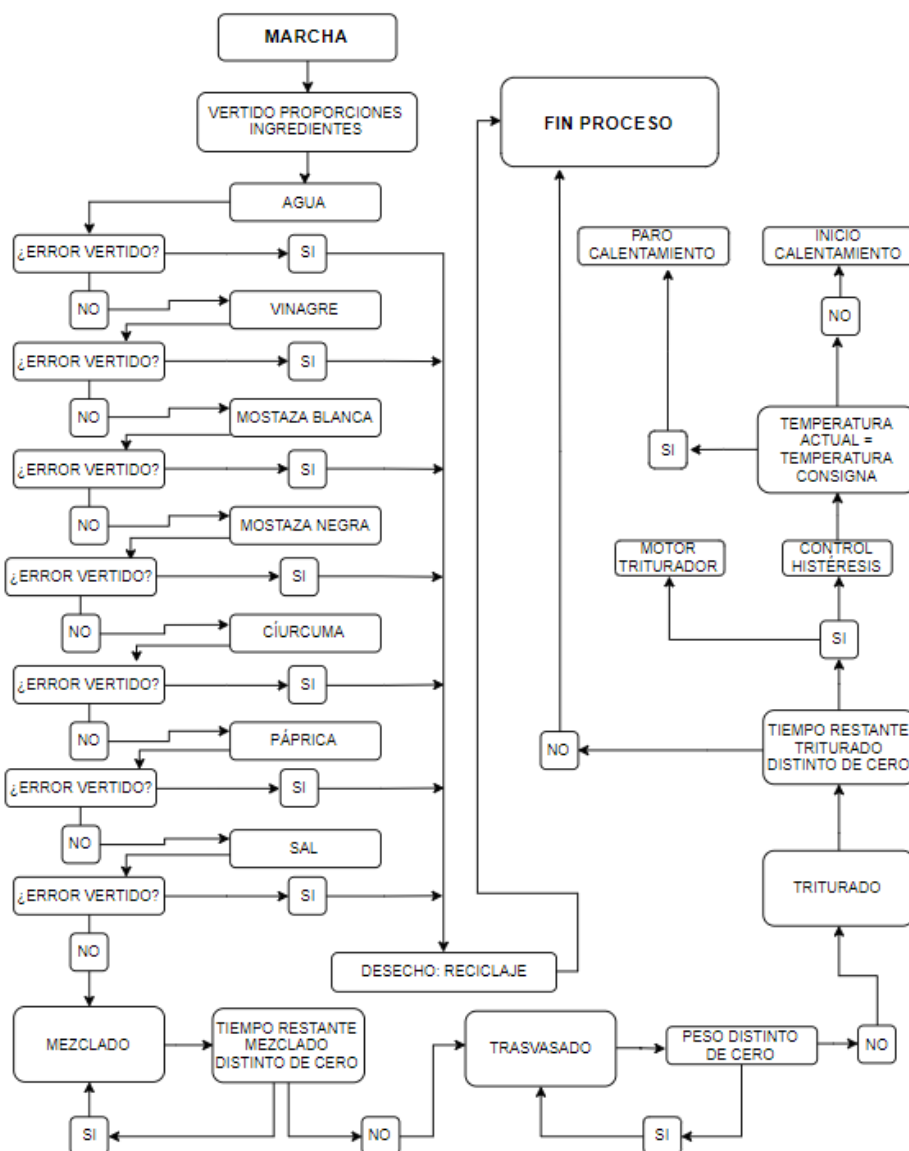 MARCHA
VERTIDO PROPORCIONES
INGREDIENTES
AGUA
¿ERROR VERTIDO?
SI
NO
VINAGRE
¿ERROR VERTIDO?
SI
NO
MOSTAZA BLANCA
¿ERROR VERTIDO?
SI
NO
MOSTAZA NEGRA
¿ERROR VERTIDO?
SI
NO
CÍURCUMA
¿ERROR VERTIDO?
SI
NO
PÁPRICA
¿ERROR VERTIDO?
SI
NO
SAL
¿ERROR VERTIDO?
SI
NO
DESECHO: RECICLAJE
MEZCLADO
TIEMPO RESTANTE
MEZCLADO
DISTINTO DE CERO
SI
NO
TRASVASADO
PESO DISTINTO
DE CERO
SI
NO
TRITURADO
TIEMPO RESTANTE
TRITURADO
DISTINTO DE CERO
NO
SI
MOTOR
TRITURADOR
CONTROL
HISTÉRESIS
TEMPERATURA
ACTUAL =
TEMPERATURA
CONSIGNA
SI
NO
PARO
CALENTAMIENTO
INICIO
CALENTAMIENTO
FIN PROCESO